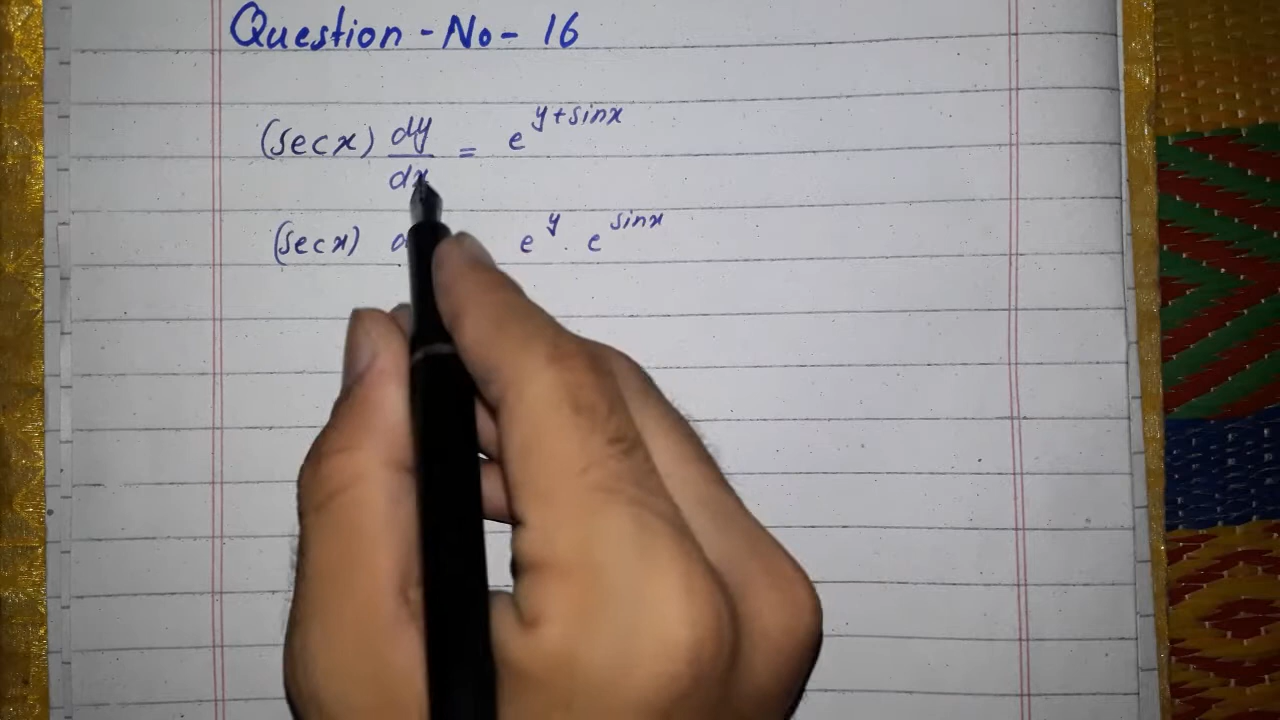 Question - No - 16
(secx) dy/dx = e^y+sinx
(secx) e^y . e^sinx